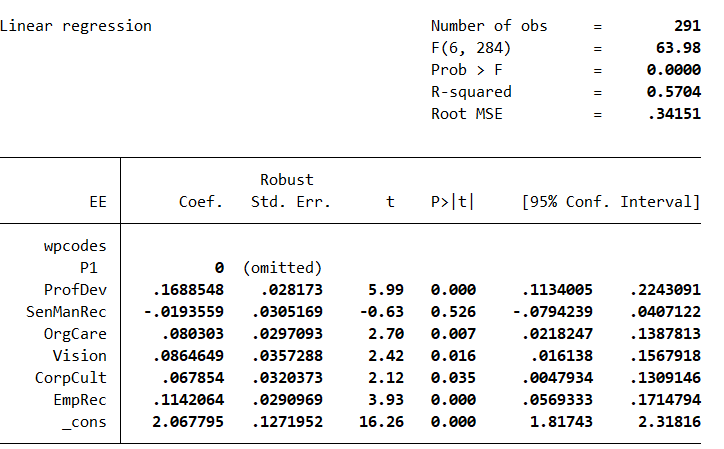 Linear regression Number of obs = 291
F(6, 284) = 63.98
Prob > F = 0.0000
R-squared = 0.5704
Root MSE = .34151
Robust
EE Coef. Std. Err. t P>|t| [95% Conf. Interval]
wpcodes
P1 0 (omitted)
ProfDev .1688548 .028173 5.99 0.000 .1134005 .2243091
SenManRec -.0193559 .0305169 -0.63 0.526 -.0794239 .0407122
OrgCare .080303 .0297093 2.70 0.007 .0218247 .1387813
Vision .0864649 .0357288 2.42 0.016 .016138 .1567918
CorpCult .067854 .0320373 2.12 0.035 .0047934 .1309146
EmpRec .1142064 .0290969 3.93 0.000 .0569333 .1714794
_cons 2.067795 .1271952 16.26 0.000 1.81743 2.31816